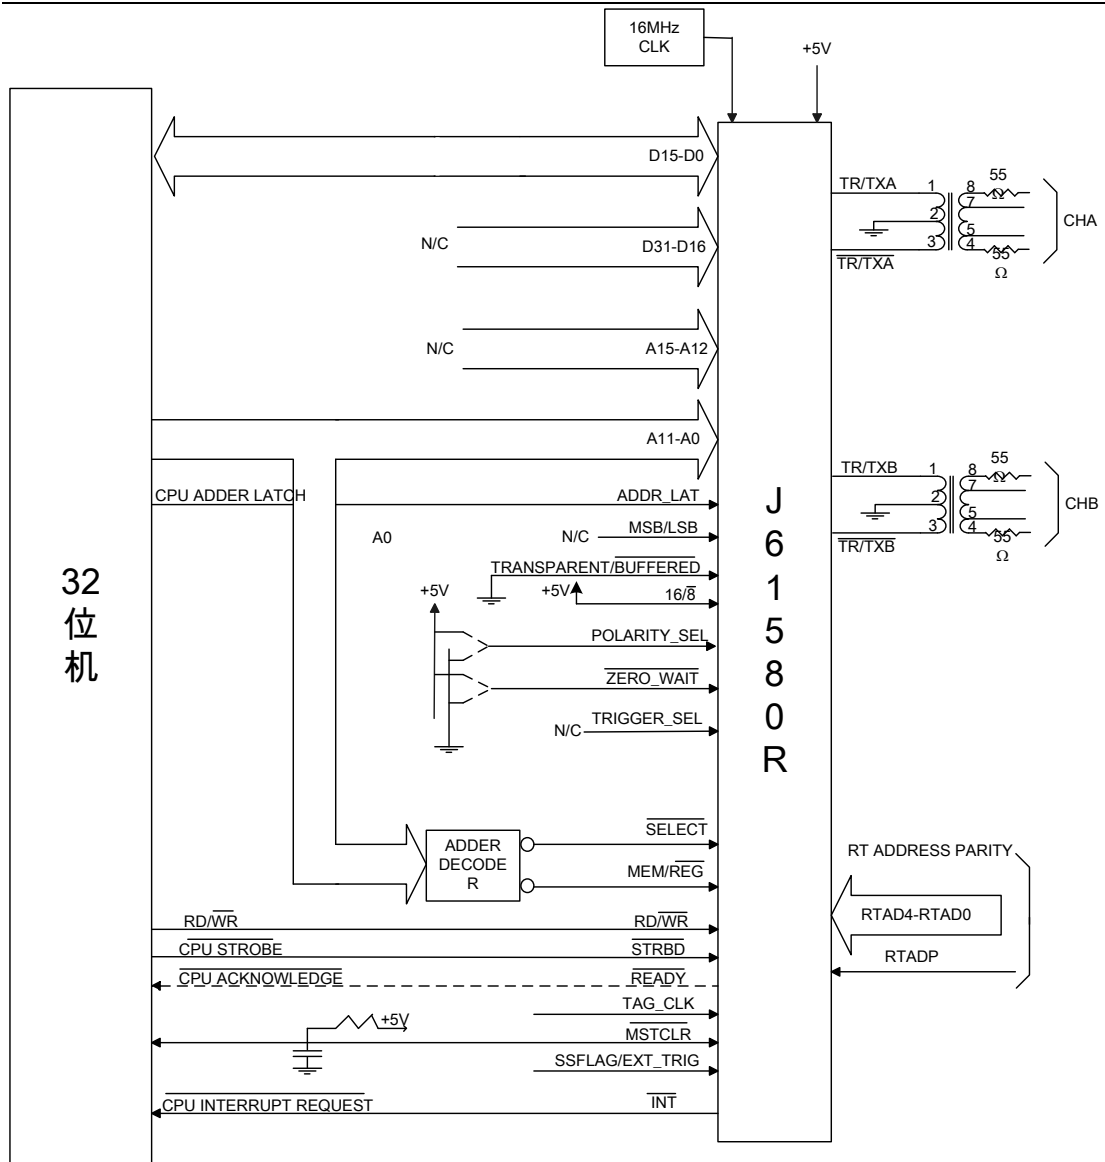 16MHz
CLK
+5V
D15-D0
TR/TXA
1
2
3
8
7
5
4
55
Ω
55
Ω
CHA
N/C
D31-D16
TR/TXA
N/C
A15-A12
A11-A0
CPU ADDER LATCH
ADDR_LAT
A0
N/C
MSB/LSB
TRANSPARENT/BUFFERED
+5V
+5V
16/8
POLARITY_SEL
ZERO_WAIT
N/C
TRIGGER_SEL
TR/TXB
1
2
3
8
7
5
4
55
Ω
55
Ω
CHB
TR/TXB
32
位
机
J
6
1
5
8
0
R
ADDER
DECODE
R
SELECT
MEM/REG
RT ADDRESS PARITY
RTAD4-RTAD0
RTADP
RD/WR
RD/WR
CPU STROBE
STRBD
CPU ACKNOWLEDGE
READY
TAG_CLK
+5V
MSTCLR
SSFLAG/EXT_TRIG
CPU INTERRUPT REQUEST
INT